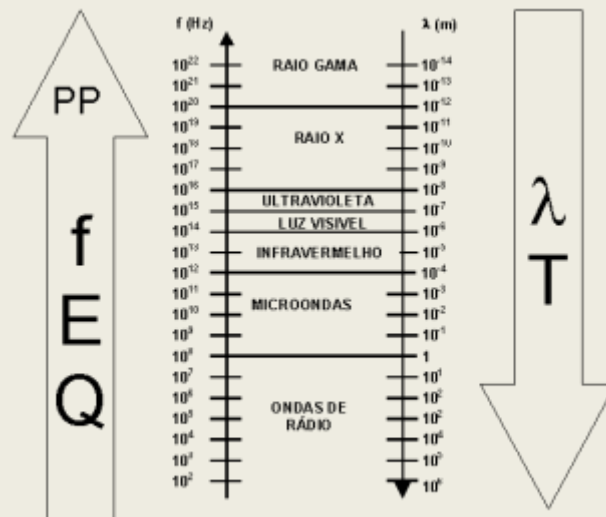 f (Hz) λ (m)
10²² RAIO GAMA 10⁻¹⁴
10²¹ 10⁻¹³
PP
10²⁰ 10⁻¹²
10¹⁹ 10⁻¹¹
RAIO X
10¹⁸ 10⁻¹⁰
10¹⁷ 10⁻⁹
10¹⁶ 10⁻⁸
ULTRAVIOLETA
10¹⁵ 10⁻⁷
LUZ VISIVEL
10¹⁴ 10⁻⁶
10¹³ INFRAVERMELHO 10⁻⁵
10¹² 10⁻⁴
10¹¹ 10⁻³
MICROONDAS
10¹⁰ 10⁻²
10⁹ 10⁻¹
10⁸ 1
10⁷ 10¹
10⁶ 10²
ONDAS DE
10⁵ 10²
RÁDIO
10⁴ 10⁴
10³ 10⁵
10² 10⁶
f
E
Q
λ
T